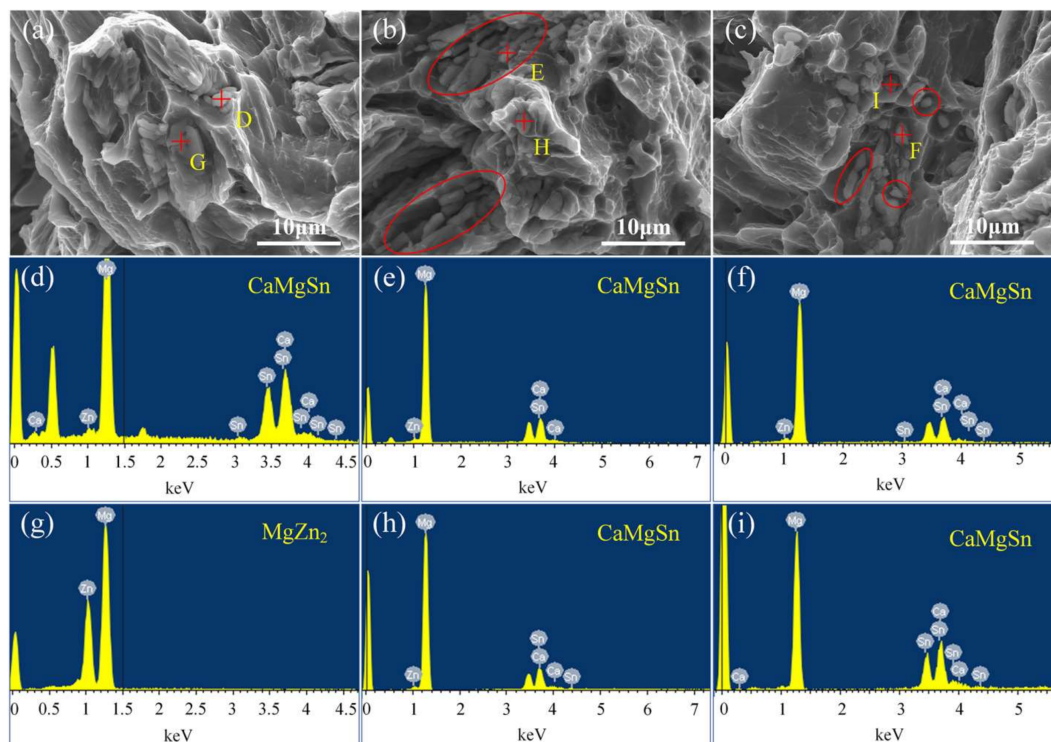 (a)
D
G
10μm
(b)
E
H
10μm
(c)
I
F
10μm
(d)
CaMgSn
Mg
Ca
Zn
Sn
Sn
Ca
Sn
Ca
Sn
Sn
Sn
0 0.5 1 1.5 2 2.5 3 3.5 4 4.5
keV
(e)
CaMgSn
Mg
Zn
Ca
Sn
Ca
0 1 2 3 4 5 6 7
keV
(f)
CaMgSn
Mg
Zn
Sn
Ca
Sn
Ca
Ca
Sn
Sn
0 1 2 3 4 5
keV
(g)
MgZn₂
Mg
Zn
0 0.5 1 1.5 2 2.5 3 3.5 4 4.5
keV
(h)
CaMgSn
Mg
Zn
Sn
Ca
Ca
Sn
0 1 2 3 4 5 6 7
keV
(i)
CaMgSn
Mg
Ca
Sn
Ca
Sn
Sn
Ca
Sn
0 1 2 3 4 5
keV